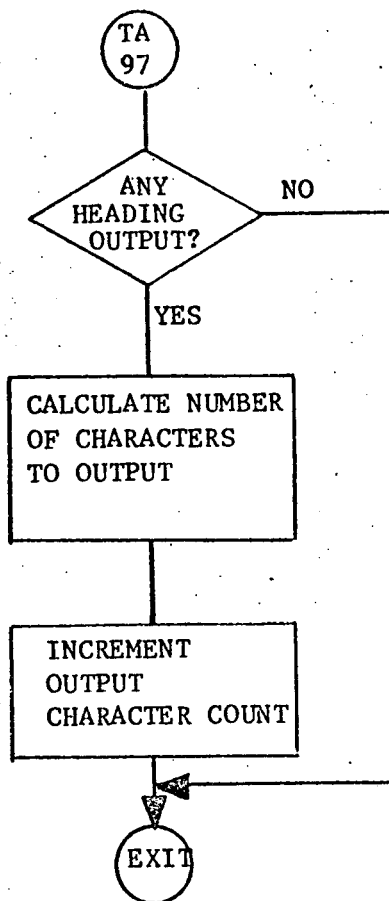 TA
97
ANY
HEADING
OUTPUT?
NO
YES
CALCULATE NUMBER
OF CHARACTERS
TO OUTPUT
INCREMENT
OUTPUT
CHARACTER COUNT
EXIT